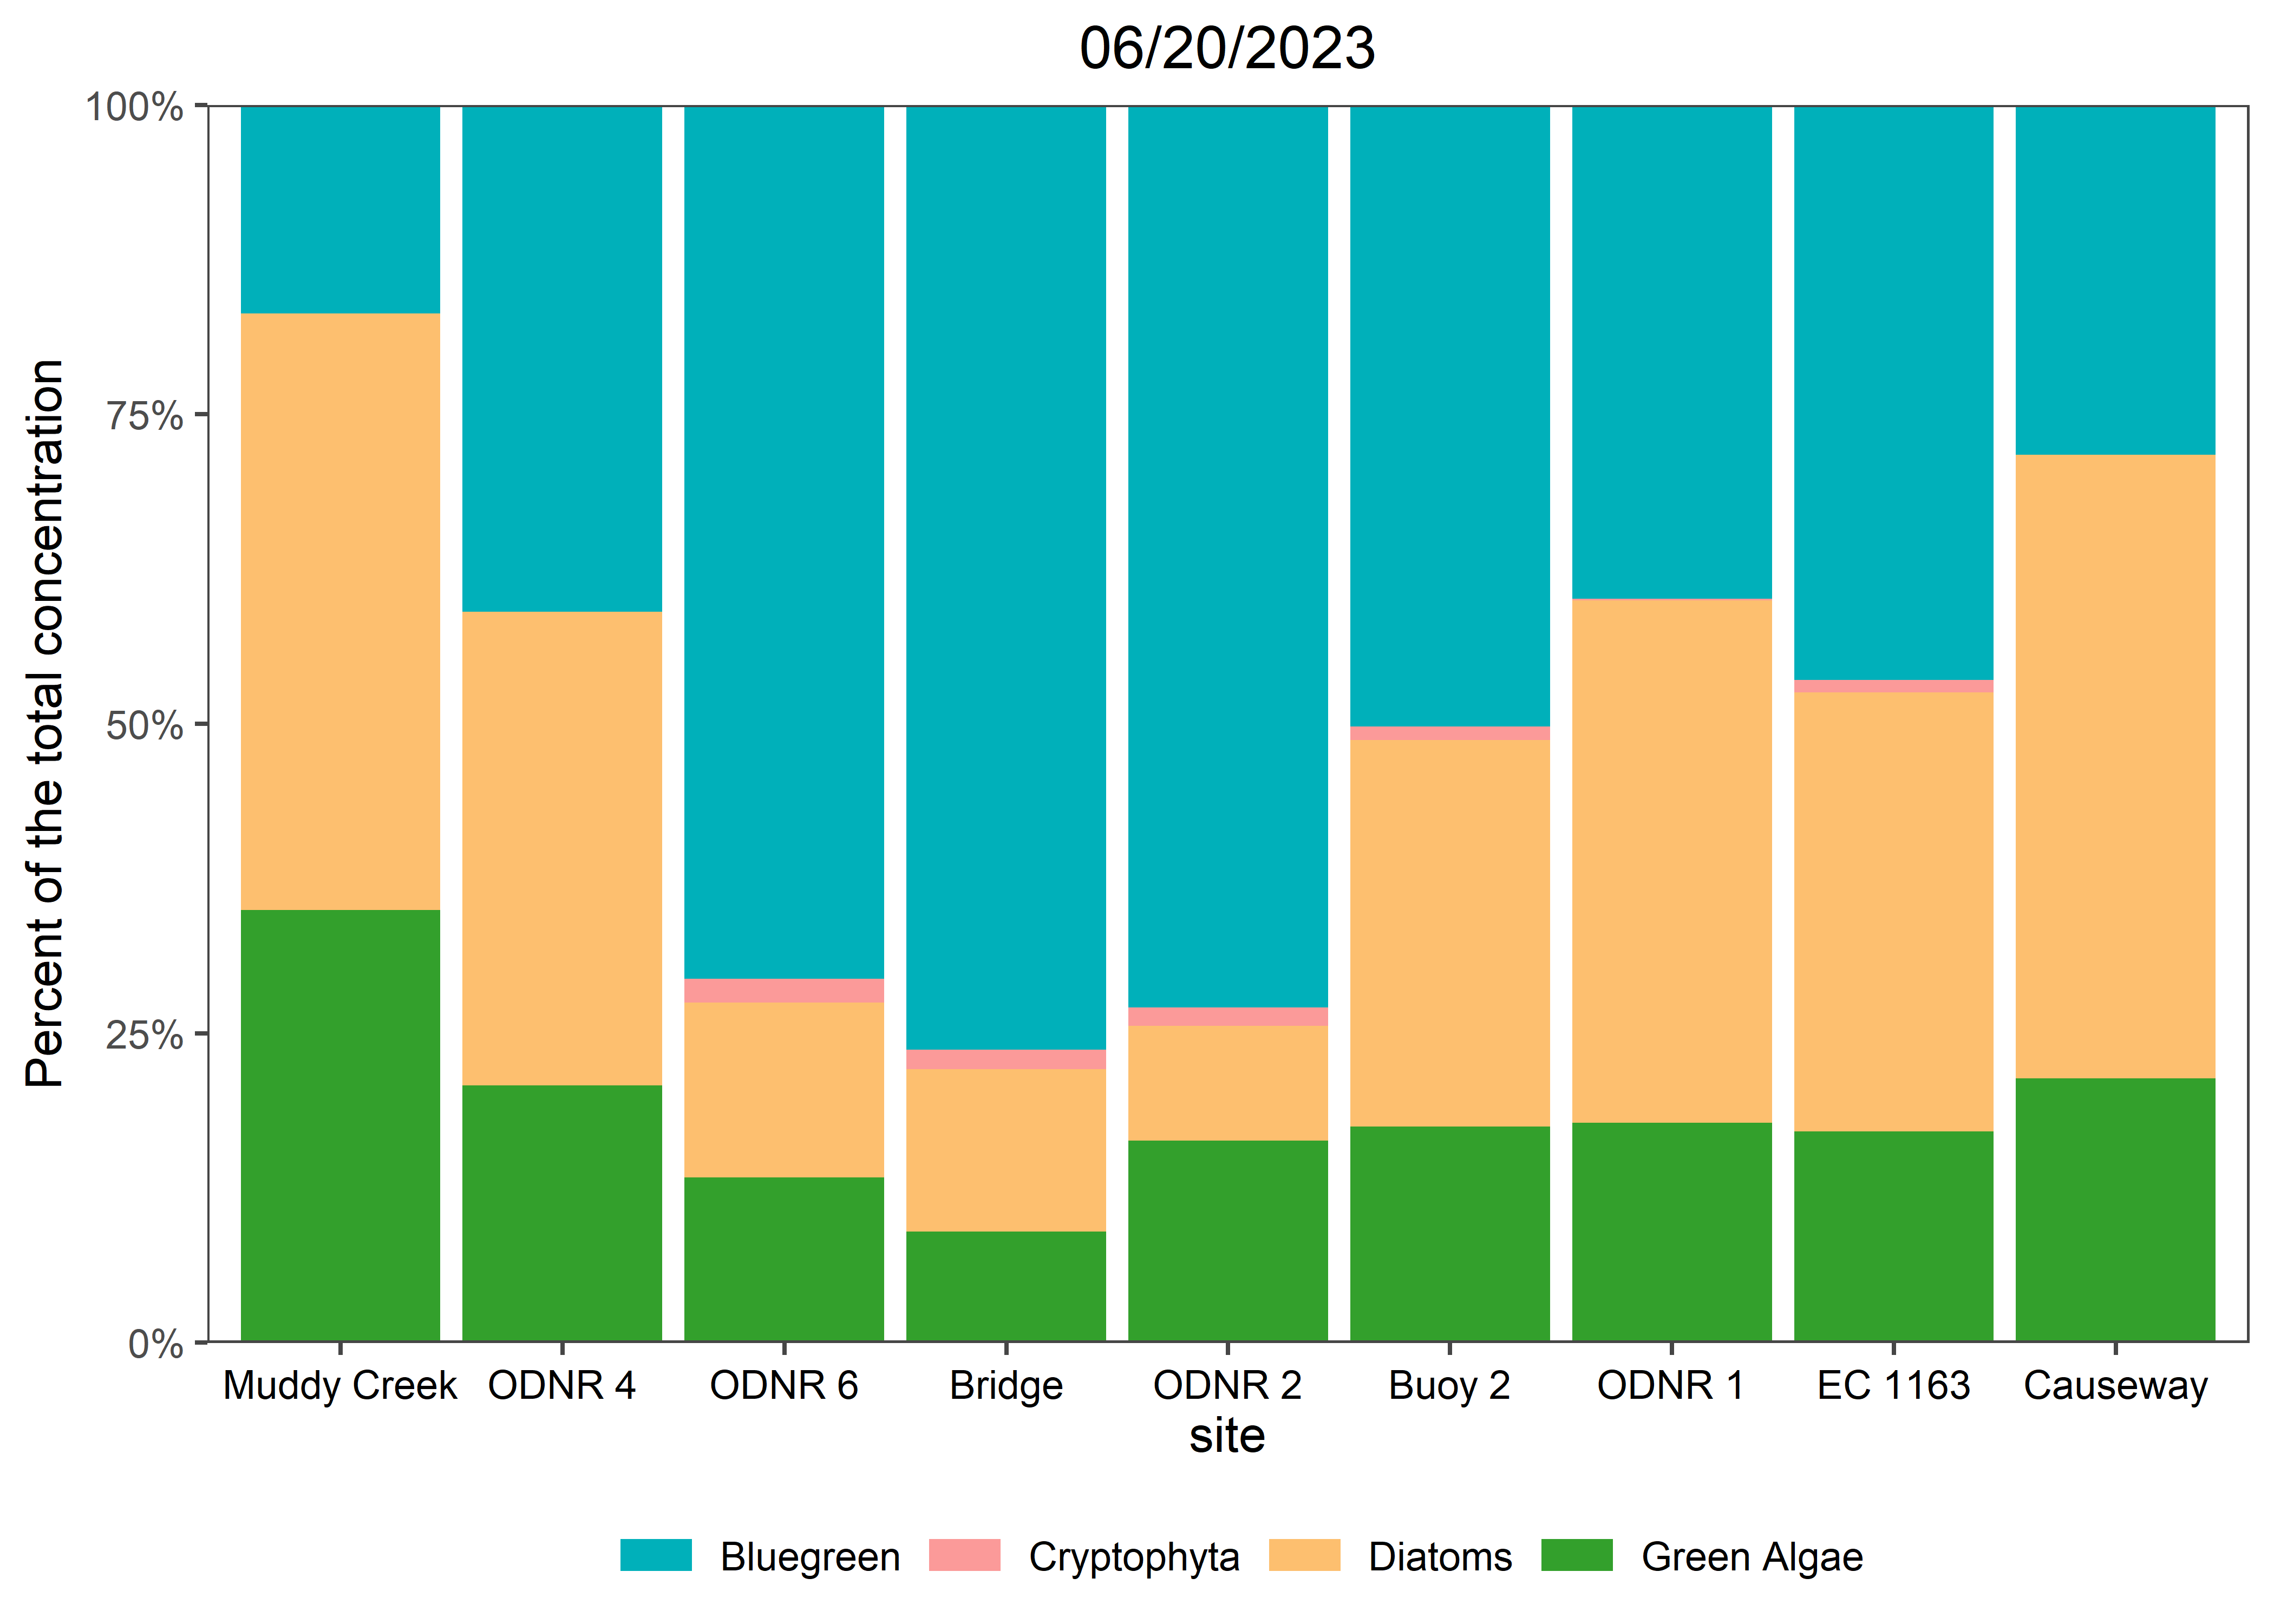 06/20/2023
Percent of the total concentration
100%
75%
50%
25%
0%
Muddy Creek ODNR 4 ODNR 6 Bridge ODNR 2 Buoy 2 ODNR 1 EC 1163 Causeway
site
Bluegreen Cryptophyta Diatoms Green Algae